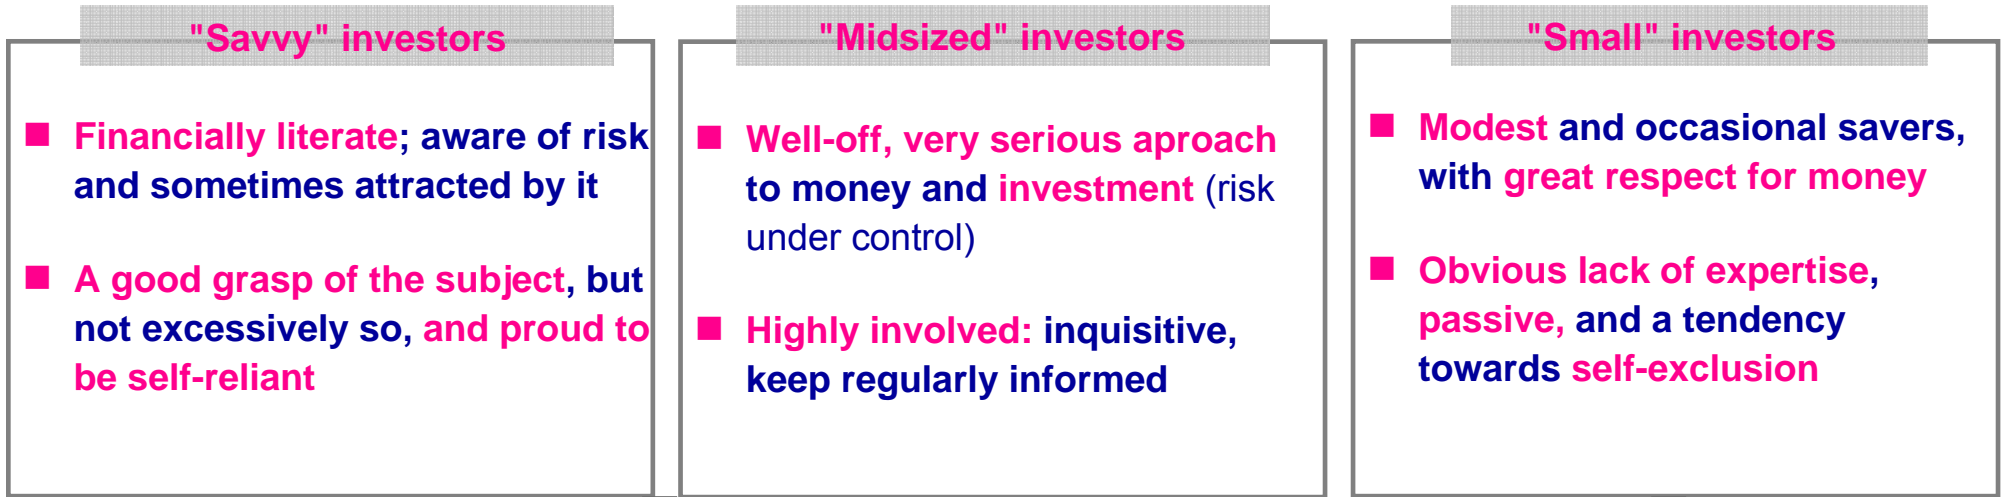 "Savvy" investors
Financially literate; aware of risk
and sometimes attracted by it
A good grasp of the subject, but
not excessively so, and proud to
be self-reliant
"Midsized" investors
Well-off, very serious aproach
to money and investment (risk
under control)
Highly involved: inquisitive,
keep regularly informed
"Small" investors
Modest and occasional savers,
with great respect for money
Obvious lack of expertise,
passive, and a tendency
towards self-exclusion